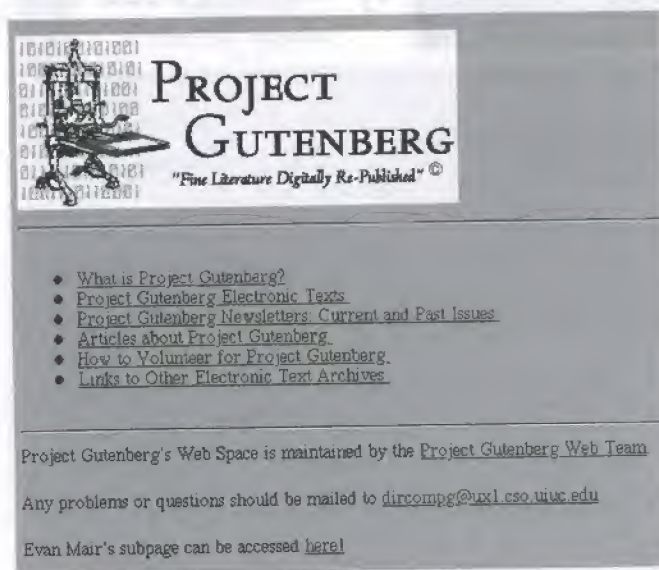 PROJECT
GUTENBERG
"Fine Literature Digitally Re-Published" ©
What is Project Gutenberg?
Project Gutenberg Electronic Texts
Project Gutenberg Newsletters: Current and Past Issues
Articles about Project Gutenberg
How to Volunteer for Project Gutenberg
Links to Other Electronic Text Archives
Project Gutenberg's Web Space is maintained by the Project Gutenberg Web Team
Any problems or questions should be mailed to dircompg@ux1.cso.uiuc.edu
Evan Mair's subpage can be accessed here!